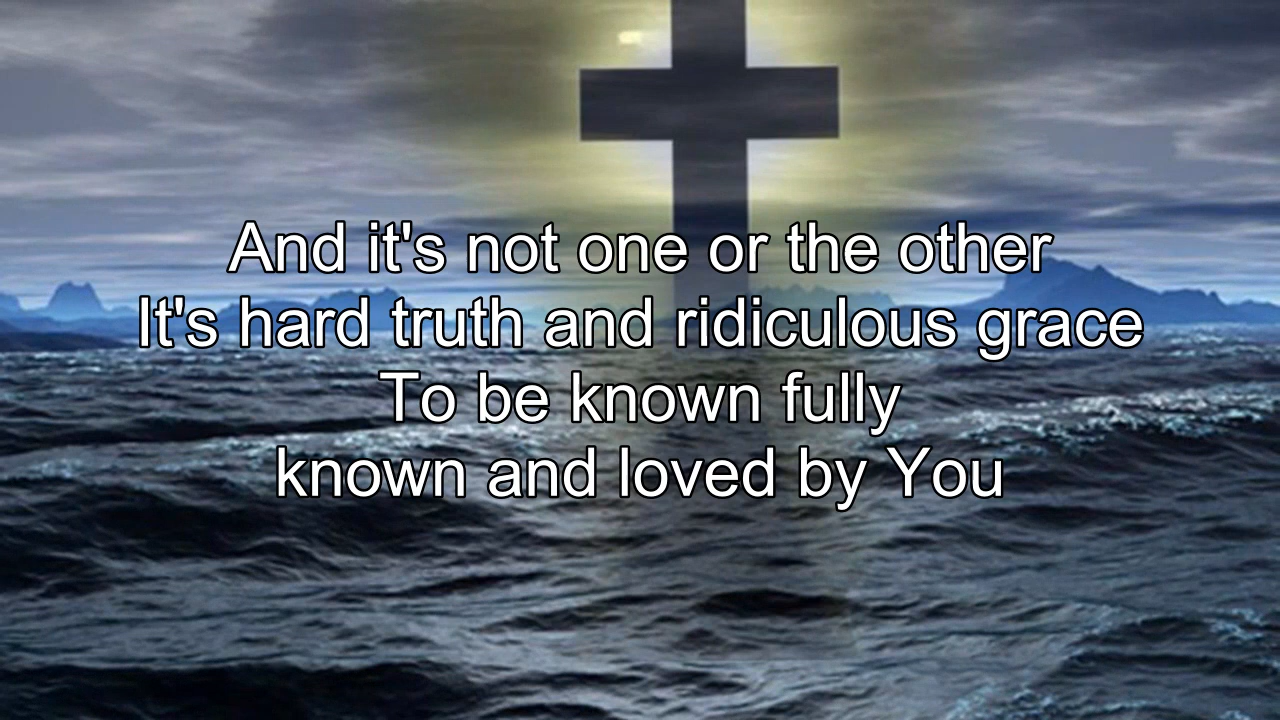 And it's not one or the other
It's hard truth and ridiculous grace
To be known fully
known and loved by You